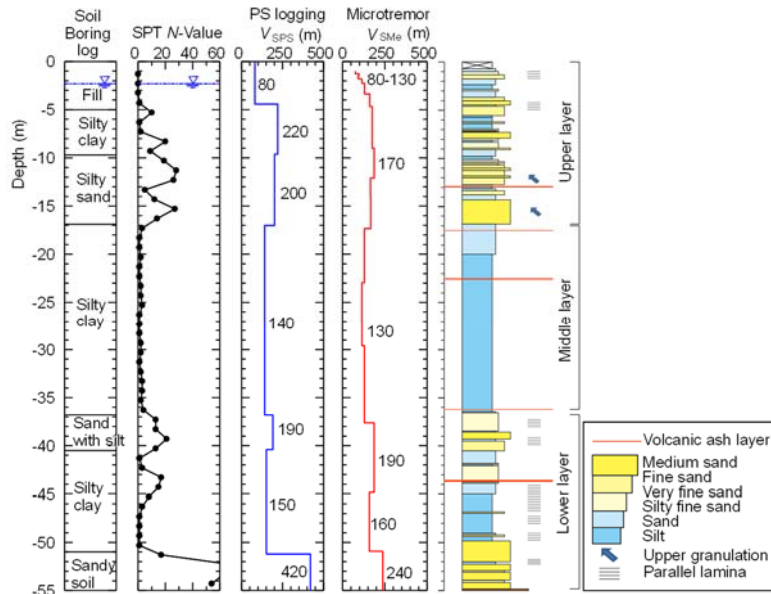 Soil
Boring
log
SPT N-Value
0 20 40 60
PS logging
VSPS (m)
0 250 500
Microtremor
VSMe (m)
0 250 500
Depth (m)
0
-5
-10
-15
-20
-25
-30
-35
-40
-45
-50
-55
Fill
Silty
clay
Silty
sand
Silty
clay
Sand
with silt
Silty
clay
Sandy
soil
80
220
200
140
190
150
420
80-130
170
130
190
160
240
Upper layer
Middle layer
Lower layer
Volcanic ash layer
Medium sand
Fine sand
Very fine sand
Silty fine sand
Sand
Silt
Upper granulation
Parallel lamina